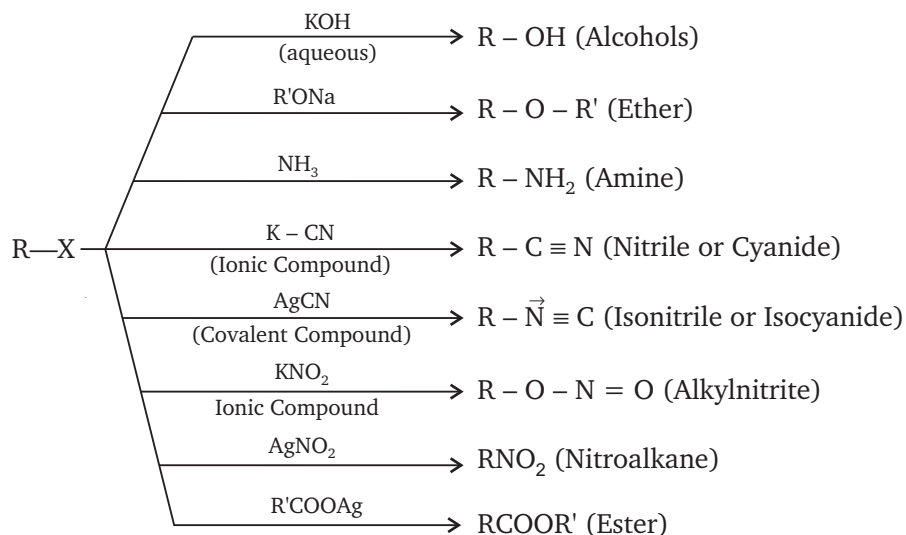 KOH
(aqueous)
R – OH (Alcohols)
R'ONa
R – O – R' (Ether)
NH₃
R – NH₂ (Amine)
R—X
K – CN
(Ionic Compound)
R – C ≡ N (Nitrile or Cyanide)
AgCN
(Covalent Compound)
R – N⃗ ≡ C (Isonitrile or Isocyanide)
KNO₂
Ionic Compound
R – O – N = O (Alkylnitrite)
AgNO₂
RNO₂ (Nitroalkane)
R'COOAg
RCOOR' (Ester)